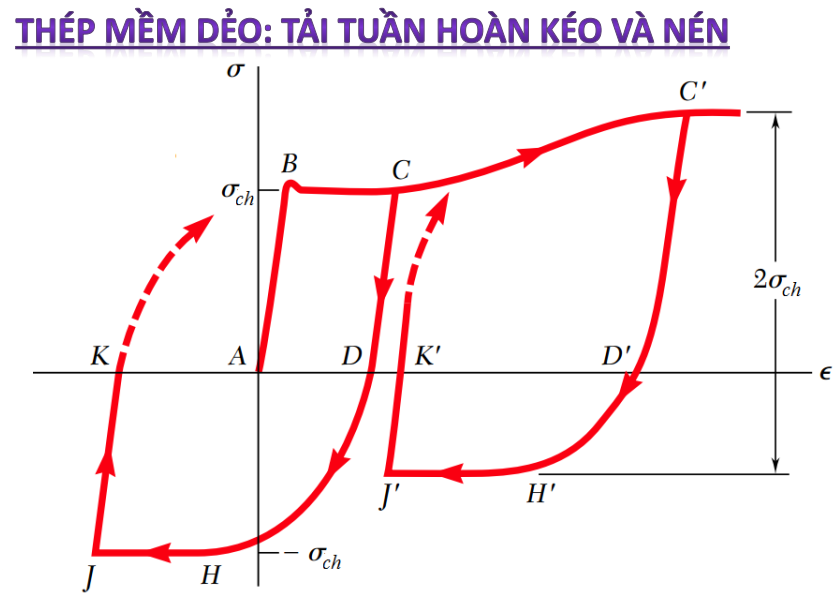 THÉP MỀM DẺO: TẢI TUẦN HOÀN KÉO VÀ NÉN
σ
C'
B
C
σch
2σch
K
A
D
K'
D'
ϵ
J'
H'
J
H
− σch